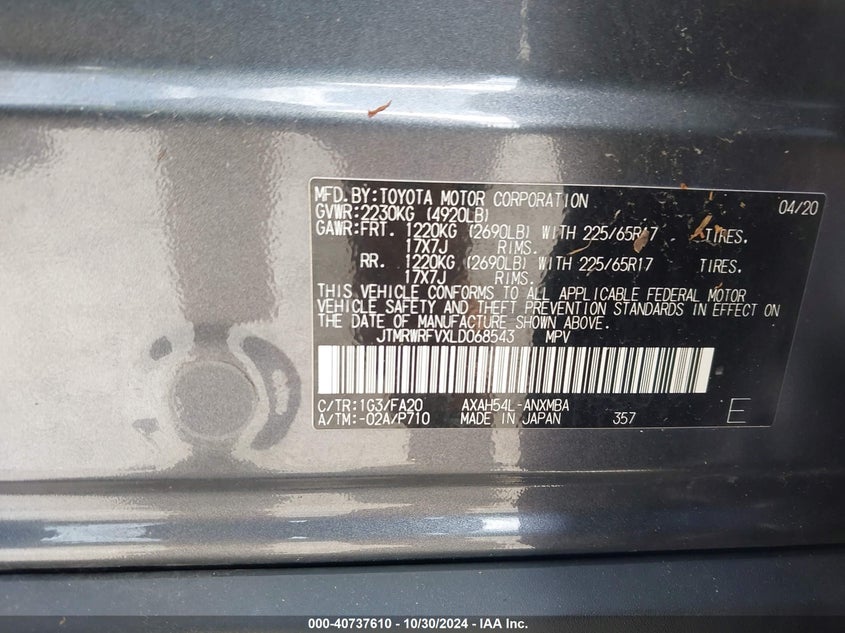 MFD.BY:TOYOTA MOTOR CORPORATION 04/20
GVWR:2230KG (4920LB)
GAWR:FRT. 1220KG (2690LB) WITH 225/65R17 TIRES.
17X7J RIMS.
RR. 1220KG (2690LB) WITH 225/65R17 TIRES.
17X7J RIMS.
THIS VEHICLE CONFORMS TO ALL APPLICABLE FEDERAL MOTOR
VEHICLE SAFETY AND THEFT PREVENTION STANDARDS IN EFFECT ON
THE DATE OF MANUFACTURE SHOWN ABOVE.
JTMRWRFVXLD068543 MPV
C/TR:1G3/FA20 AXAH54L-ANXMBA
A/TM:-02A/P710 MADE IN JAPAN 357 E
000-40737610 - 10/30/2024 - IAA Inc.